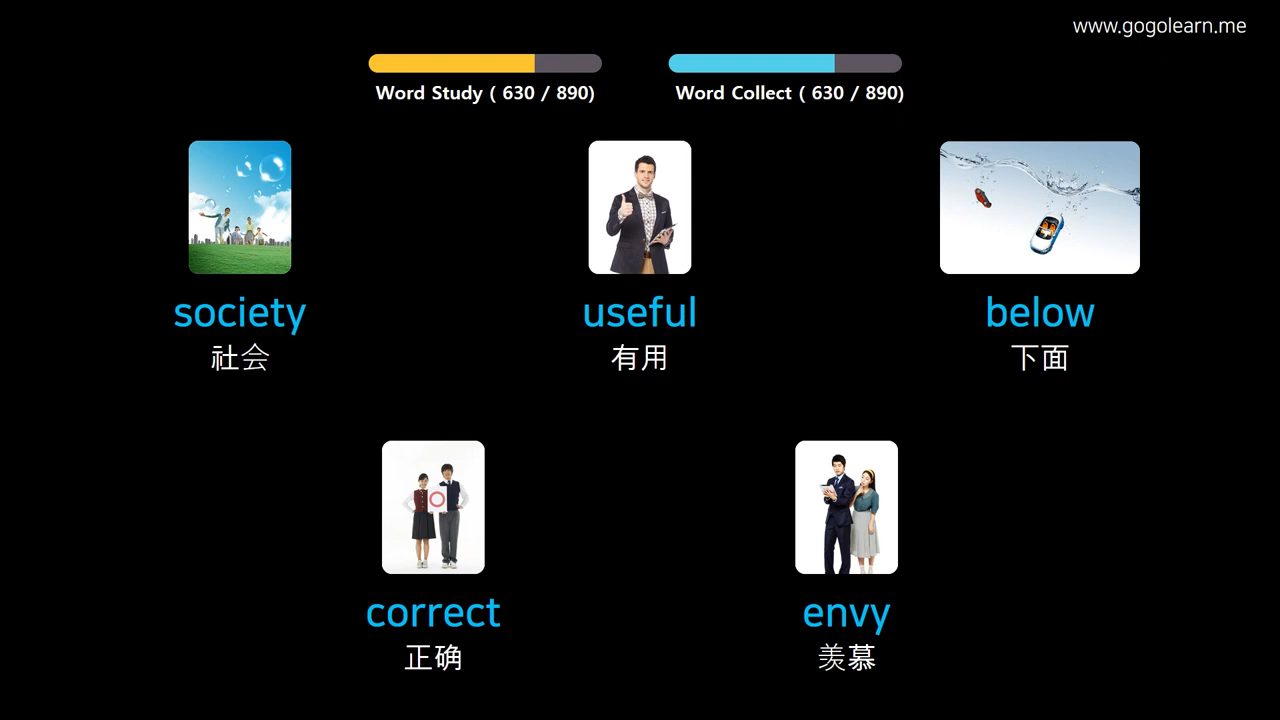 www.gogolearn.me
Word Study ( 630 / 890)
Word Collect ( 630 / 890)
society
社会
useful
有用
below
下面
correct
正确
envy
羡慕